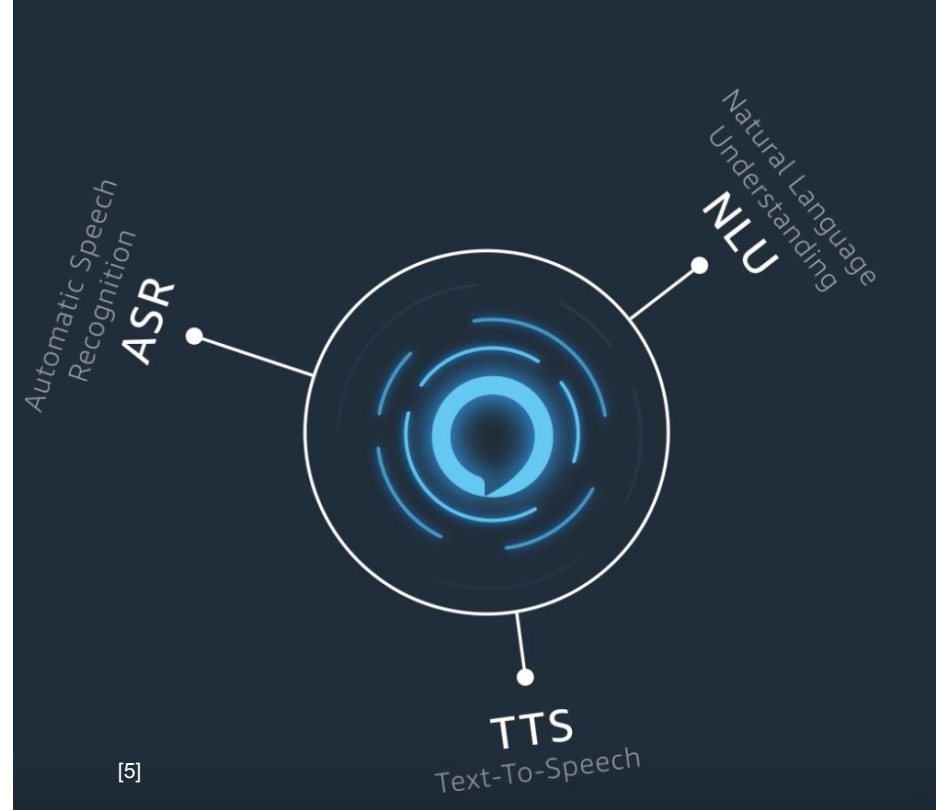 Automatic Speech
Recognition
ASR
Natural Language
Understanding
NLU
TTS
Text-To-Speech
[5]